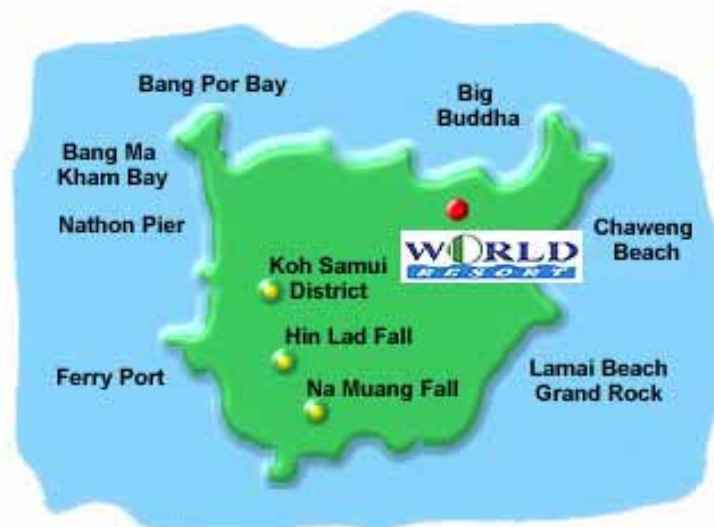 Bang Por Bay
Big
Buddha
Bang Ma
Kham Bay
Nathon Pier
Chaweng
Beach
WORLD
RESORT
Koh Samui
District
Hin Lad Fall
Ferry Port
Na Muang Fall
Lamai Beach
Grand Rock